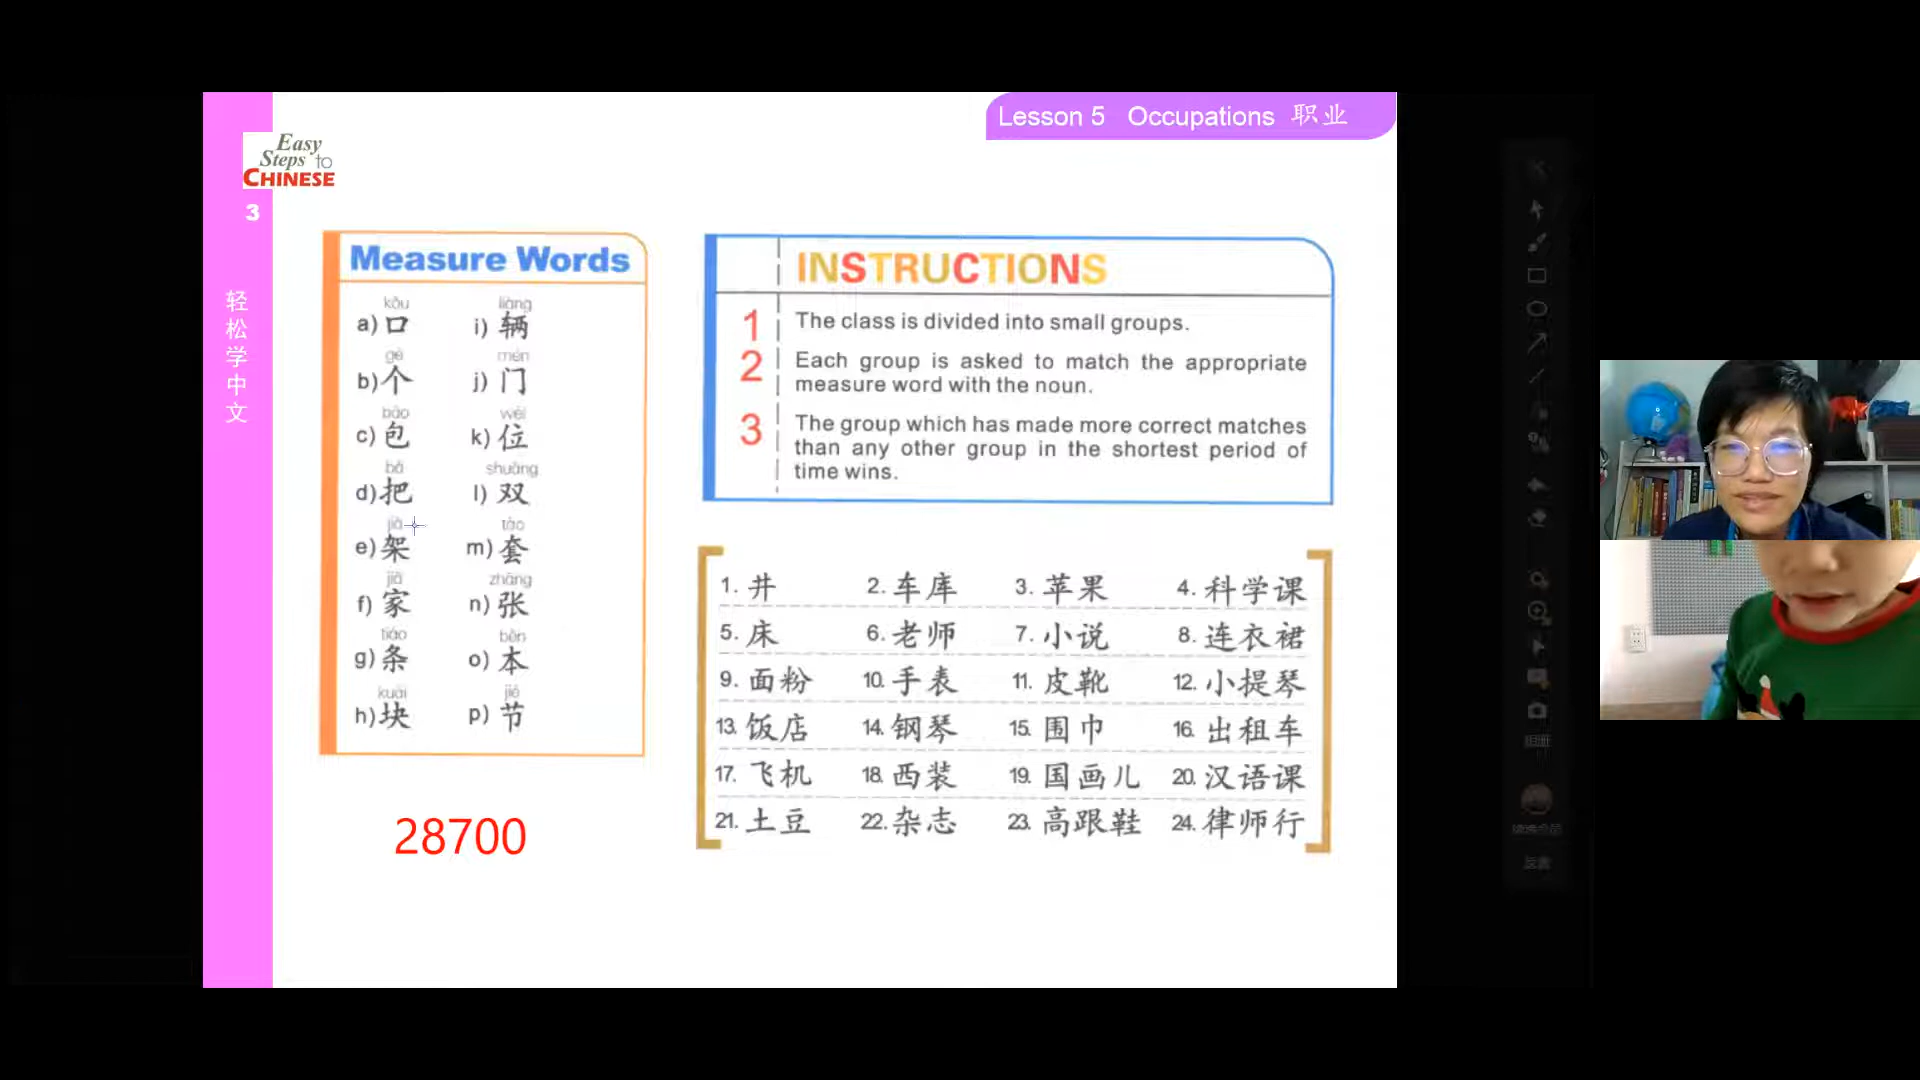 Lesson 5 Occupations 职业
Easy
Steps to
CHINESE
3
轻松学中文
Measure Words
kǒu liàng
a) 口 i) 辆
gè mén
b) 个 j) 门
bāo wèi
c) 包 k) 位
bǎ shuāng
d) 把 l) 双
jià tào
e) 架 m) 套
jiā zhāng
f) 家 n) 张
tiáo běn
g) 条 o) 本
kuài jié
h) 块 p) 节
28700
INSTRUCTIONS
1 The class is divided into small groups.
2 Each group is asked to match the appropriate
measure word with the noun.
3 The group which has made more correct matches
than any other group in the shortest period of
time wins.
1. 井 2. 车库 3. 苹果 4. 科学课
5. 床 6. 老师 7. 小说 8. 连衣裙
9. 面粉 10. 手表 11. 皮靴 12. 小提琴
13. 饭店 14. 钢琴 15. 围巾 16. 出租车
17. 飞机 18. 西装 19. 国画儿 20. 汉语课
21. 土豆 22. 杂志 23. 高跟鞋 24. 律师行